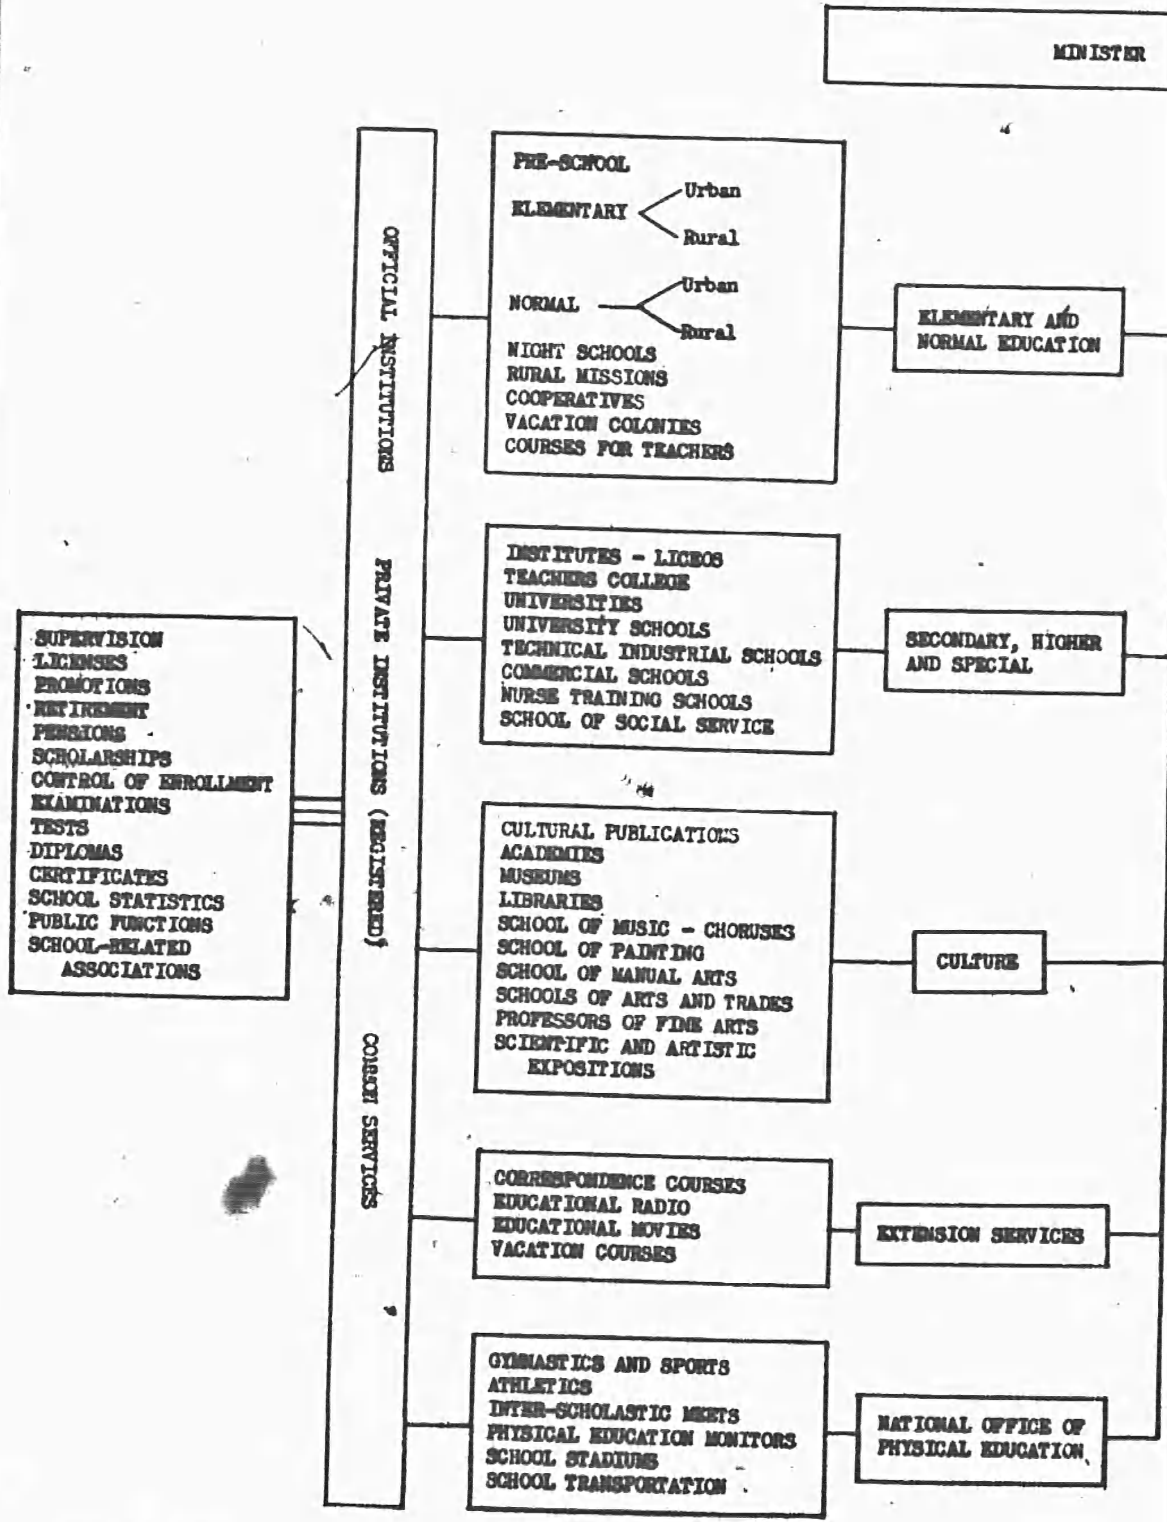 MINISTER
PRE-SCHOOL
ELEMENTARY
Urban
Rural
NORMAL
Urban
Rural
NIGHT SCHOOLS
RURAL MISSIONS
COOPERATIVES
VACATION COLONIES
COURSES FOR TEACHERS
ELEMENTARY AND
NORMAL EDUCATION
OFFICIAL INSTITUTIONS
PRIVATE INSTITUTIONS (REGISTERED)
COMMON SERVICES
INSTITUTES - LICEOS
TEACHERS COLLEGE
UNIVERSITIES
UNIVERSITY SCHOOLS
TECHNICAL INDUSTRIAL SCHOOLS
COMMERCIAL SCHOOLS
NURSE TRAINING SCHOOLS
SCHOOL OF SOCIAL SERVICE
SECONDARY, HIGHER
AND SPECIAL
SUPERVISION
LICENSES
PROMOTIONS
RETIREMENT
PENSIONS
SCHOLARSHIPS
CONTROL OF ENROLLMENT
EXAMINATIONS
TESTS
DIPLOMAS
CERTIFICATES
SCHOOL STATISTICS
PUBLIC FUNCTIONS
SCHOOL-RELATED
ASSOCIATIONS
CULTURAL PUBLICATIONS
ACADEMIES
MUSEUMS
LIBRARIES
SCHOOL OF MUSIC - CHORUSES
SCHOOL OF PAINTING
SCHOOL OF MANUAL ARTS
SCHOOLS OF ARTS AND TRADES
PROFESSORS OF FINE ARTS
SCIENTIFIC AND ARTISTIC
EXPOSITIONS
CULTURE
CORRESPONDENCE COURSES
EDUCATIONAL RADIO
EDUCATIONAL MOVIES
VACATION COURSES
EXTENSION SERVICES
GYMNASTICS AND SPORTS
ATHLETICS
INTER-SCHOLASTIC MEETS
PHYSICAL EDUCATION MONITORS
SCHOOL STADIUMS
SCHOOL TRANSPORTATION
NATIONAL OFFICE OF
PHYSICAL EDUCATION